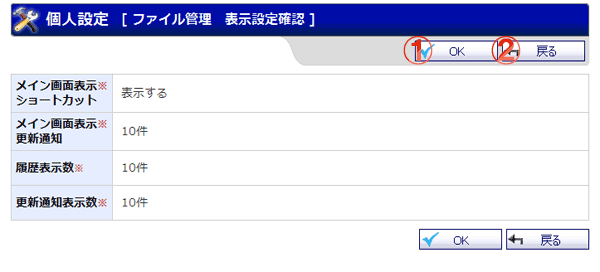 個人設定 [ ファイル管理 表示設定確認 ]
① OK ② 戻る
メイン画面表示※
ショートカット
表示する
メイン画面表示※
更新通知
10件
履歴表示数※
10件
更新通知表示数※
10件
OK 戻る